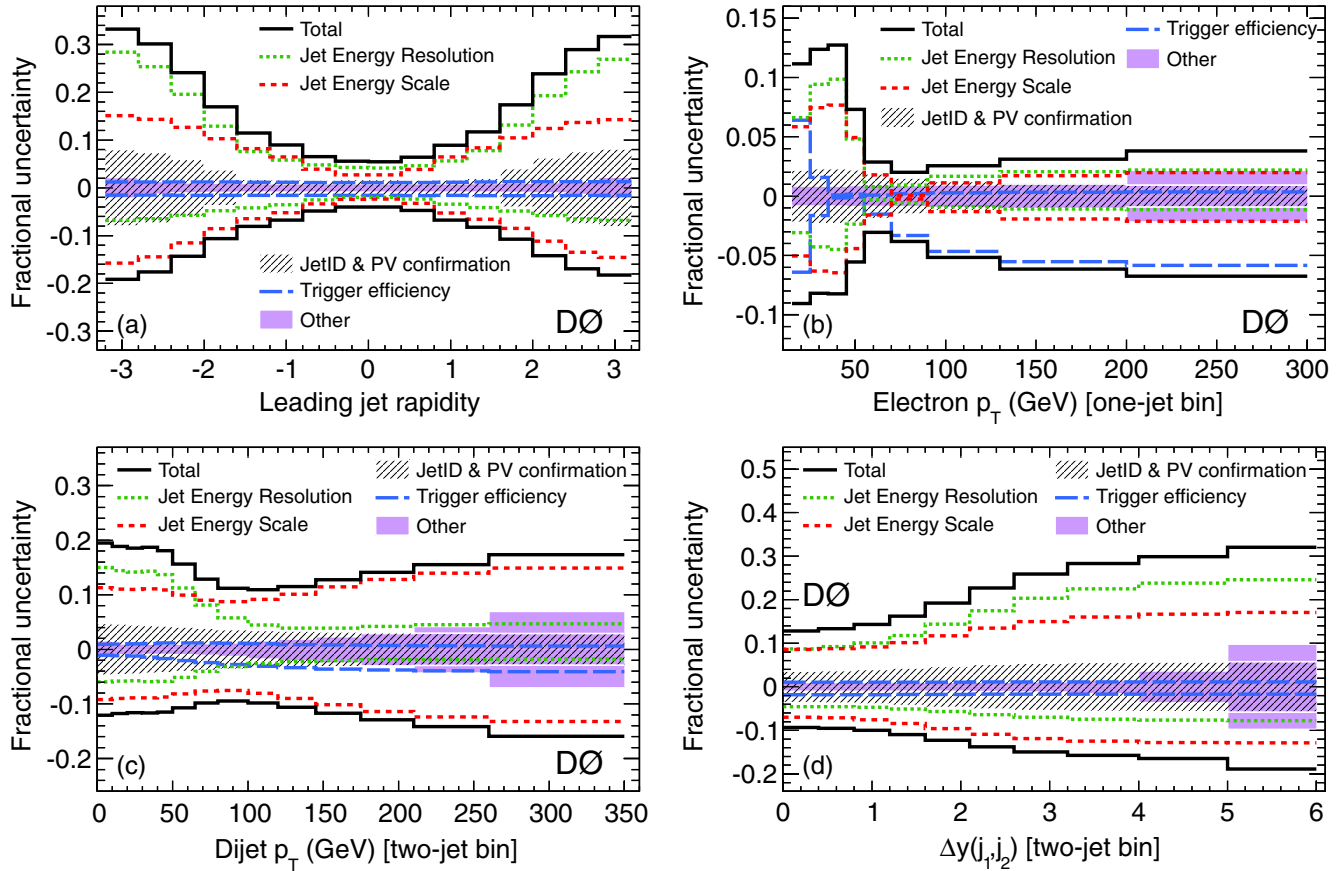 Fractional uncertainty
0.3
0.2
0.1
0
-0.1
-0.2
-0.3
Total
Jet Energy Resolution
Jet Energy Scale
JetID & PV confirmation
Trigger efficiency
Other
(a)
DØ
-3 -2 -1 0 1 2 3
Leading jet rapidity
Fractional uncertainty
0.15
0.1
0.05
0
-0.05
-0.1
Total
Jet Energy Resolution
Jet Energy Scale
JetID & PV confirmation
Trigger efficiency
Other
(b)
DØ
50 100 150 200 250 300
Electron p_T (GeV) [one-jet bin]
Fractional uncertainty
0.3
0.2
0.1
0
-0.1
-0.2
Total
Jet Energy Resolution
Jet Energy Scale
JetID & PV confirmation
Trigger efficiency
Other
(c)
DØ
0 50 100 150 200 250 300 350
Dijet p_T (GeV) [two-jet bin]
Fractional uncertainty
0.5
0.4
0.3
0.2
0.1
0
-0.1
-0.2
Total
Jet Energy Resolution
Jet Energy Scale
JetID & PV confirmation
Trigger efficiency
Other
DØ
(d)
0 1 2 3 4 5 6
Δy(j_1,j_2) [two-jet bin]